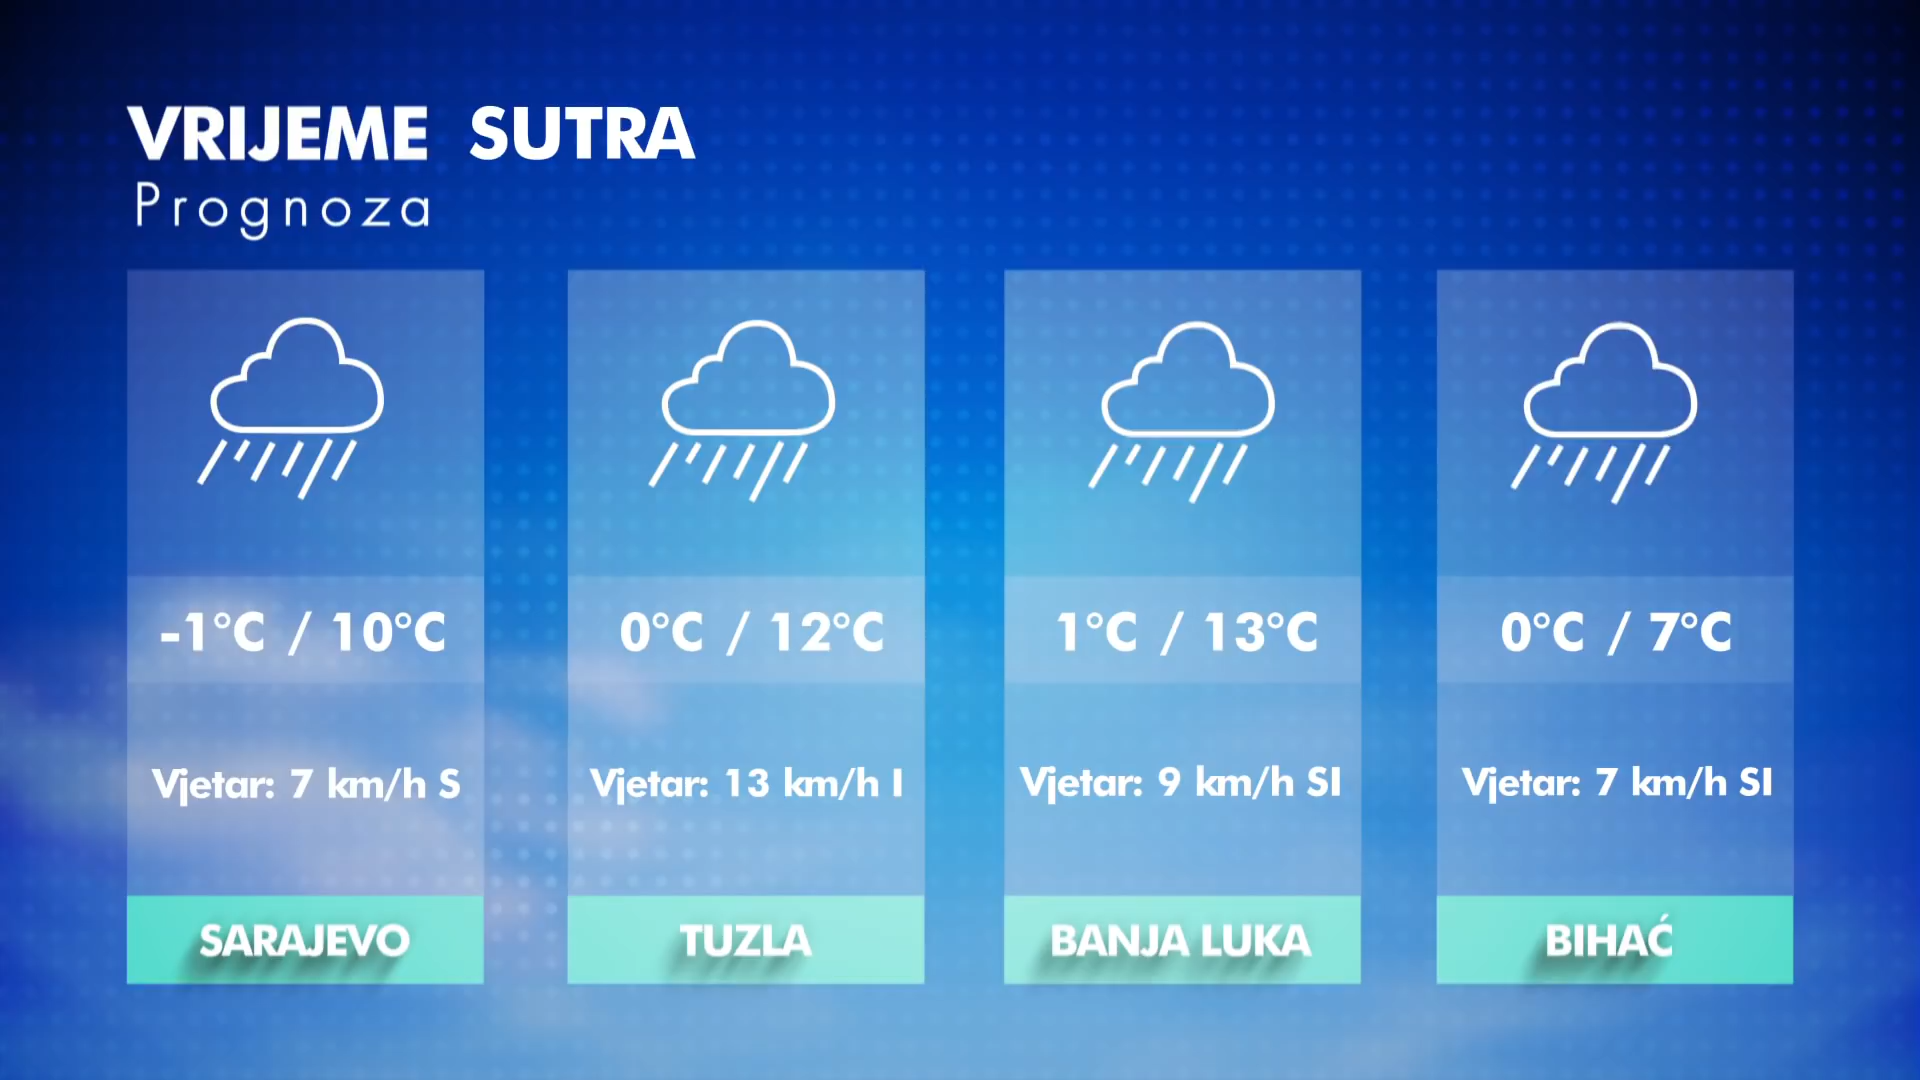 VRIJEME SUTRA
Prognoza
-1°C / 10°C
Vjetar: 7 km/h S
SARAJEVO
0°C / 12°C
Vjetar: 13 km/h I
TUZLA
1°C / 13°C
Vjetar: 9 km/h SI
BANJA LUKA
0°C / 7°C
Vjetar: 7 km/h SI
BIHAĆ